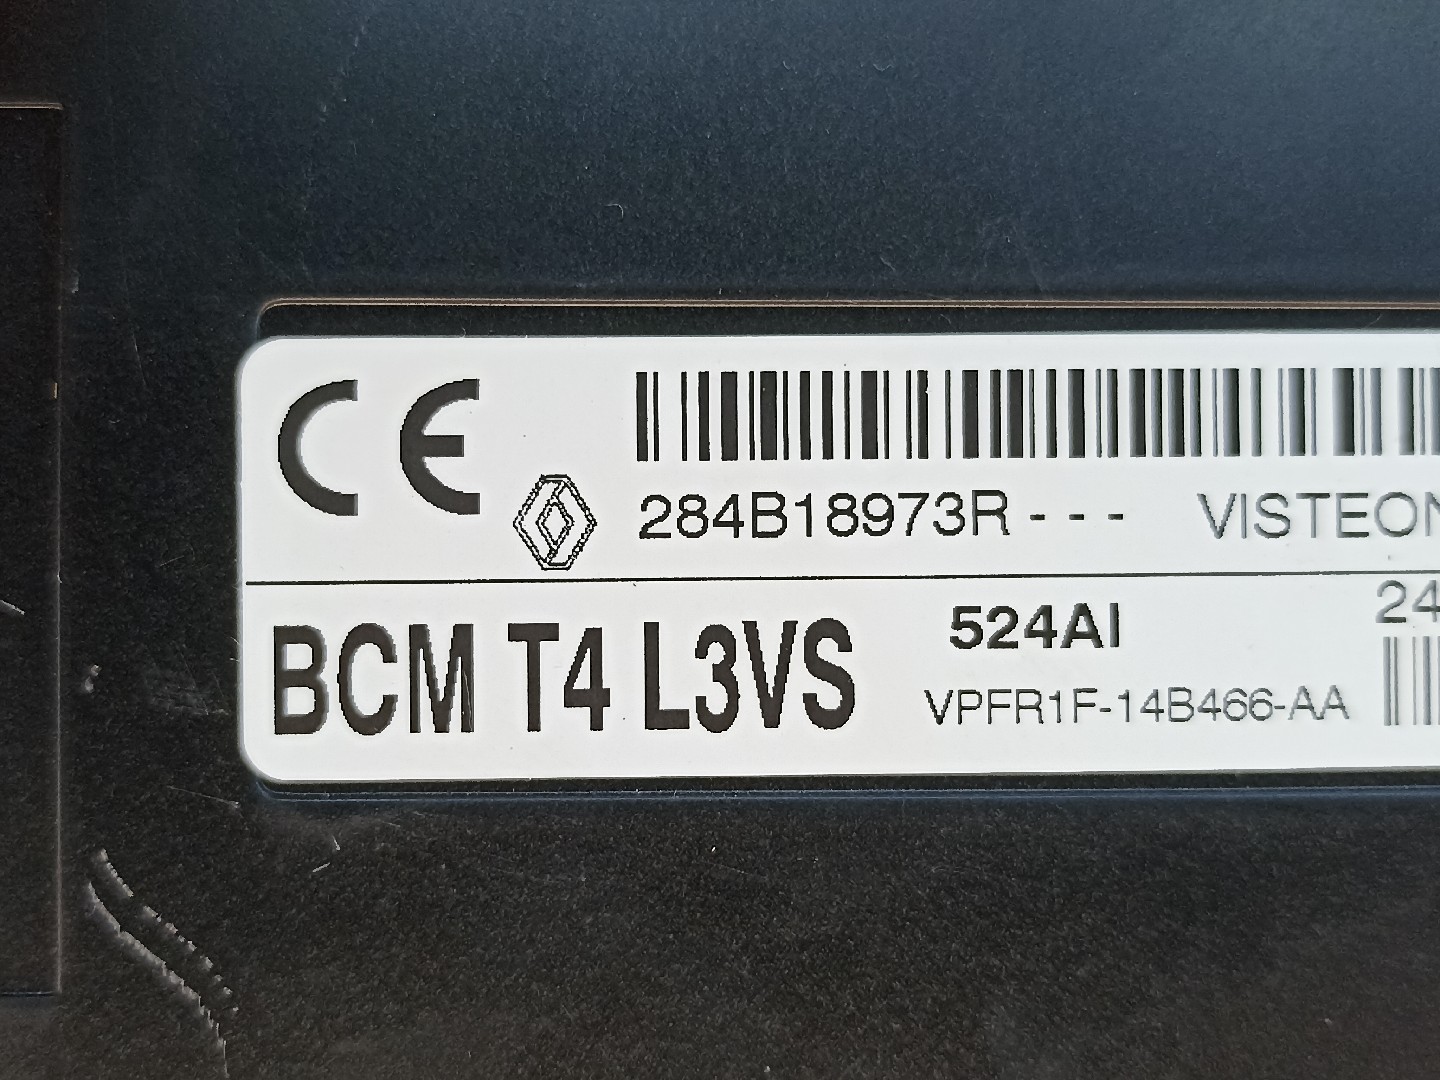 CE 284B18973R--- VISTEON
BCM T4 L3VS 524AI 24
VPFR1F-14B466-AA